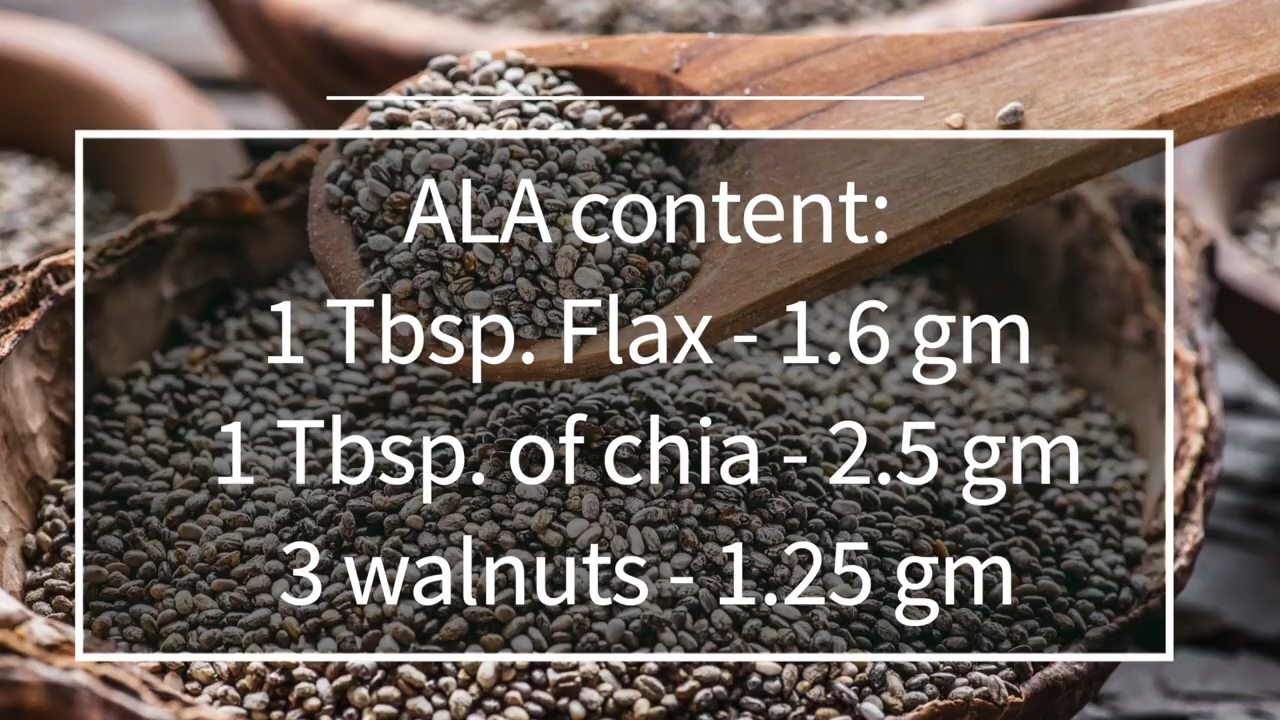 ALA content:
1 Tbsp. Flax - 1.6 gm
1 Tbsp. of chia - 2.5 gm
3 walnuts - 1.25 gm